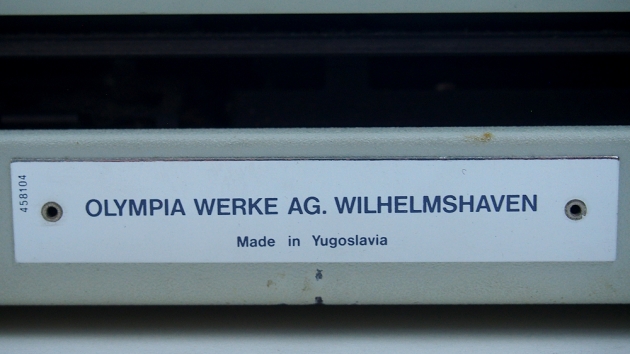 458104
OLYMPIA WERKE AG. WILHELMSHAVEN
Made in Yugoslavia